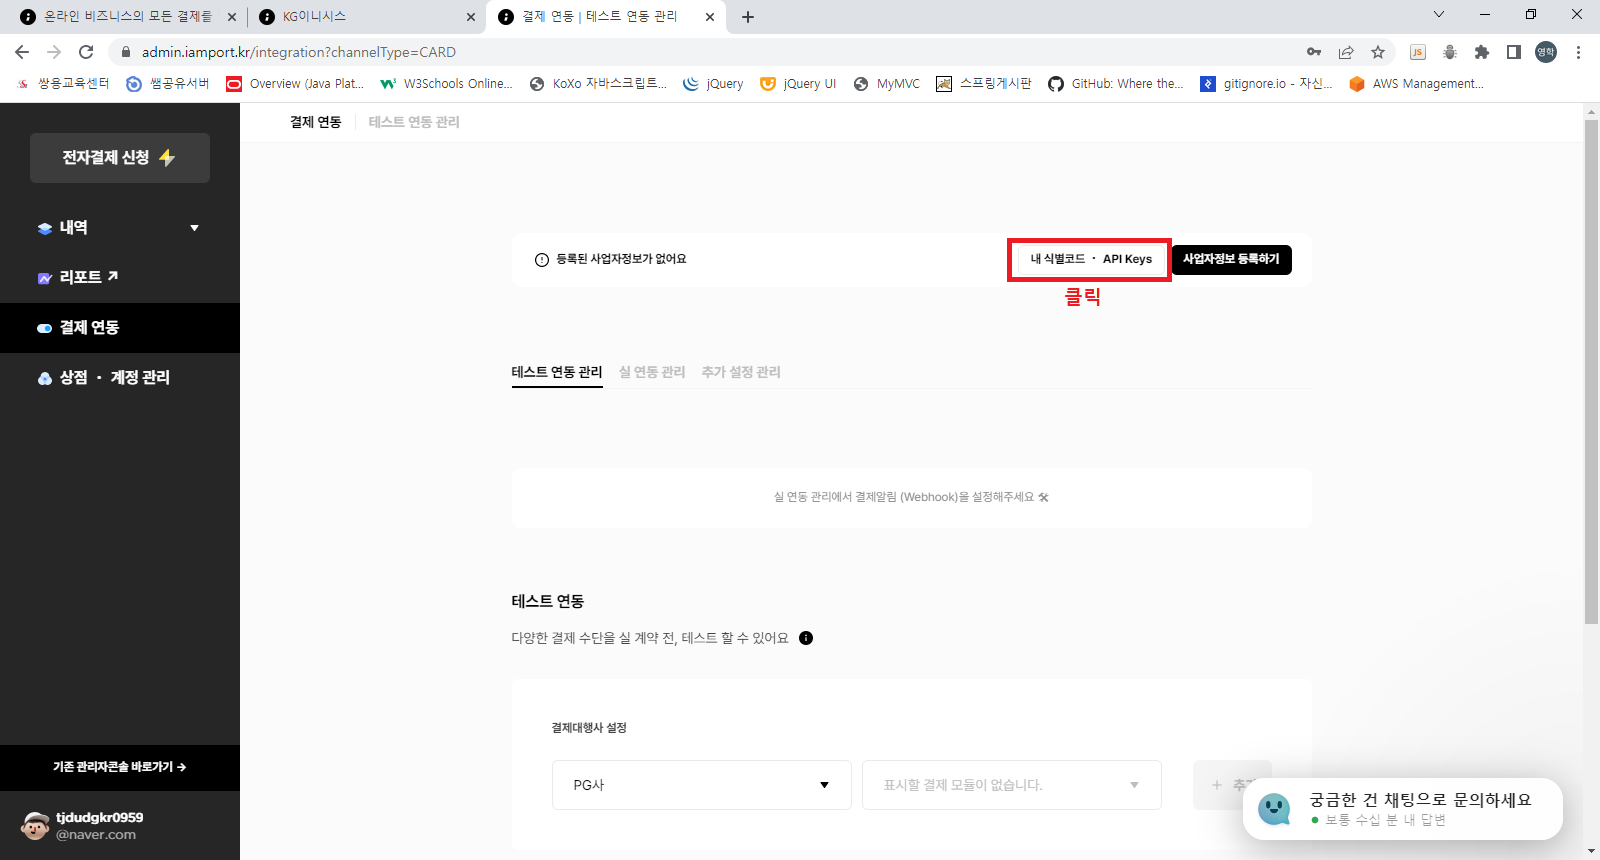 온라인 비즈니스의 모든 결제를
KG이니시스
결제 연동 | 테스트 연동 관리
admin.iamport.kr/integration?channelType=CARD
영학
쌍용교육센터
쌤공유서버
Overview (Java Plat...
W3Schools Online...
KoXo 자바스크립트...
jQuery
jQuery UI
MyMVC
스프링게시판
GitHub: Where the...
gitignore.io - 자신...
AWS Management...
전자결제 신청
내역
리포트
결제 연동
상점 · 계정 관리
기존 관리자콘솔 바로가기 →
tjdudgkr0959
@naver.com
결제 연동
테스트 연동 관리
등록된 사업자정보가 없어요
내 식별코드 · API Keys
사업자정보 등록하기
클릭
테스트 연동 관리
실 연동 관리
추가 설정 관리
실 연동 관리에서 결제알림 (Webhook)을 설정해주세요
테스트 연동
다양한 결제 수단을 실 계약 전, 테스트 할 수 있어요
결제대행사 설정
PG사
표시할 결제 모듈이 없습니다.
궁금한 건 채팅으로 문의하세요
보통 수십 분 내 답변